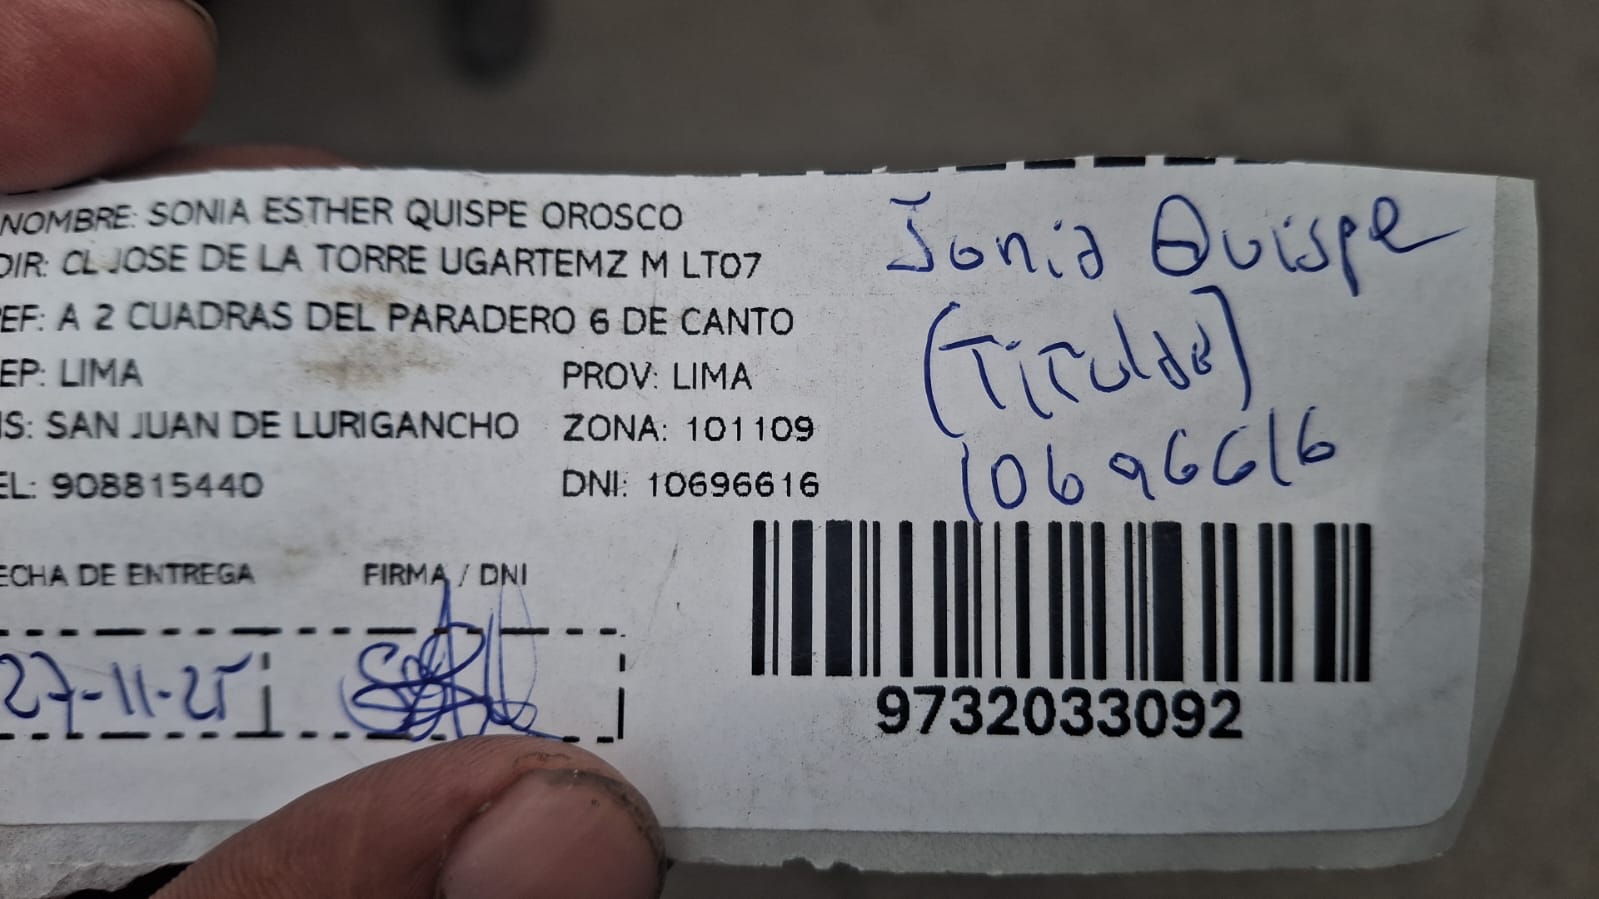 NOMBRE: SONIA ESTHER QUISPE OROSCO
DIR: CL JOSE DE LA TORRE UGARTEMZ M LT07
EF: A 2 CUADRAS DEL PARADERO 6 DE CANTO
EP: LIMA PROV: LIMA
IS: SAN JUAN DE LURIGANCHO ZONA: 101109
EL: 908815440 DNI: 10696616
Sonia Quispe
(Titular)
10696616
ECHA DE ENTREGA FIRMA / DNI
27-11-25
9732033092